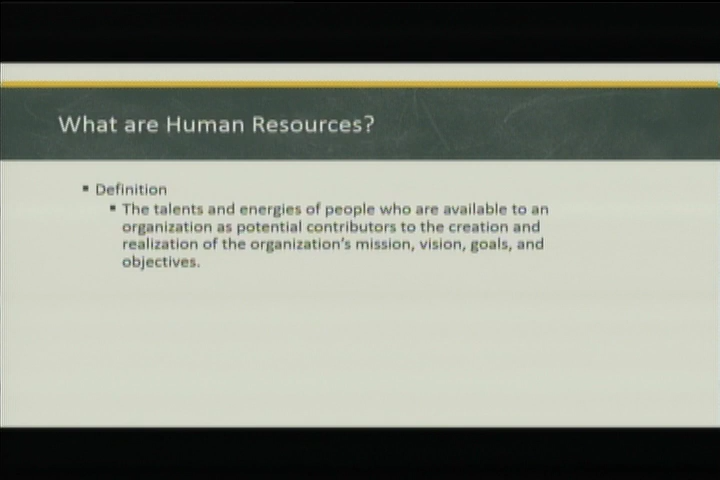 What are Human Resources?
Definition
The talents and energies of people who are available to an
organization as potential contributors to the creation and
realization of the organization's mission, vision, goals, and
objectives.